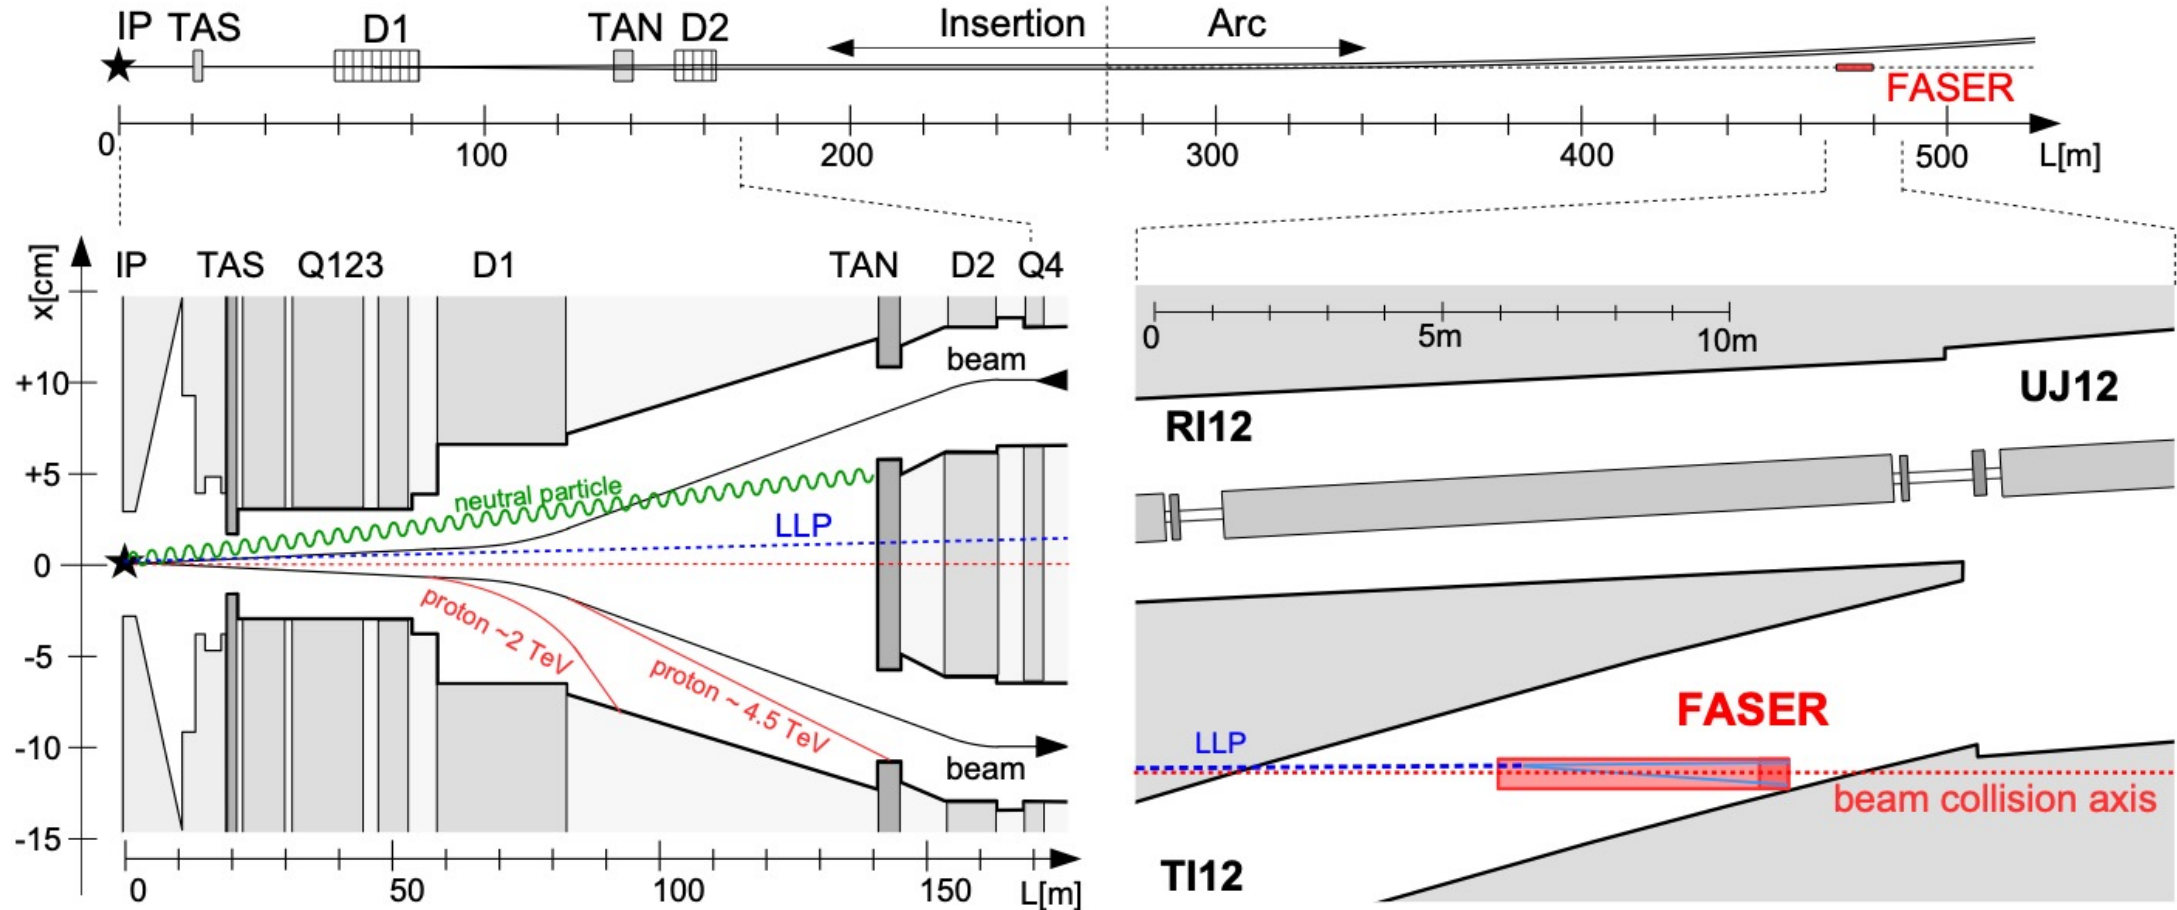 IP TAS D1 TAN D2 Insertion Arc
FASER
0 100 200 300 400 500 L[m]
x[cm]
IP TAS Q123 D1 TAN D2 Q4
+10
+5
0
-5
-10
-15
beam
neutral particle
LLP
proton ~2 TeV
proton ~ 4.5 TeV
beam
0 50 100 150 L[m]
0 5m 10m
UJ12
RI12
FASER
LLP
beam collision axis
TI12